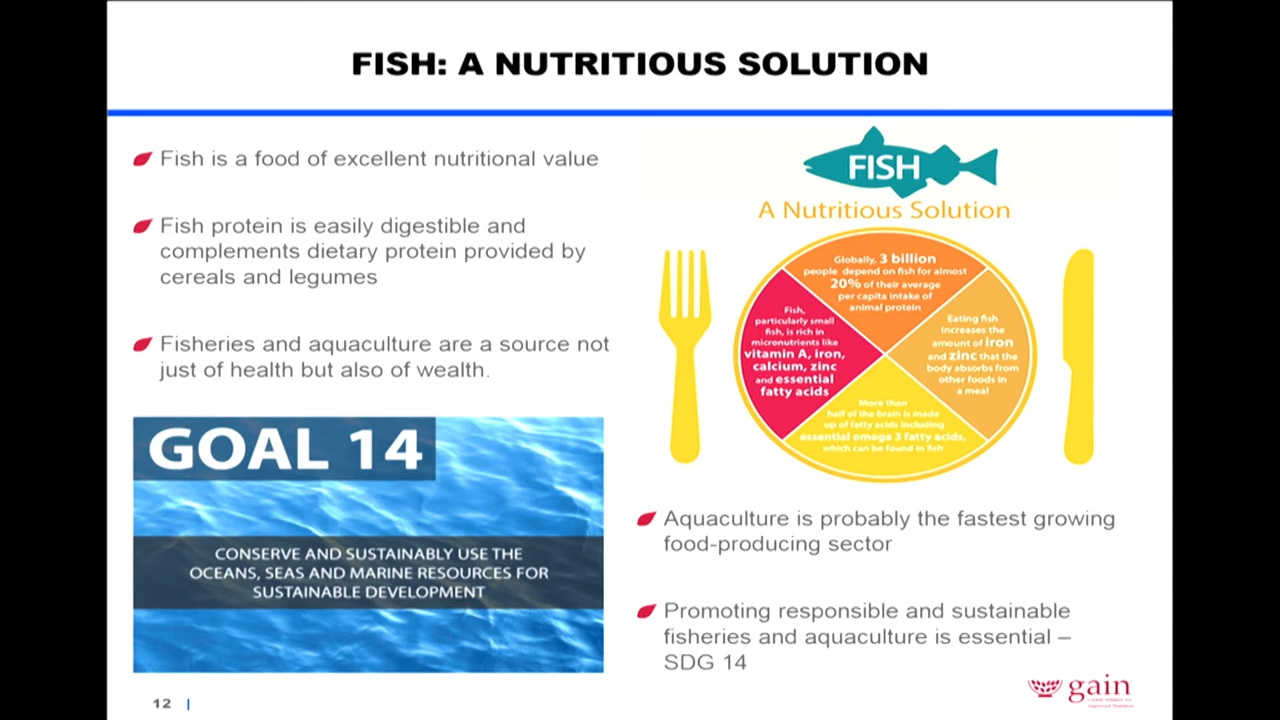 FISH: A NUTRITIOUS SOLUTION
Fish is a food of excellent nutritional value
Fish protein is easily digestible and
complements dietary protein provided by
cereals and legumes
Fisheries and aquaculture are a source not
just of health but also of wealth.
GOAL 14
CONSERVE AND SUSTAINABLY USE THE
OCEANS, SEAS AND MARINE RESOURCES FOR
SUSTAINABLE DEVELOPMENT
FISH
A Nutritious Solution
Globally, 3 billion
people depend on fish for almost
20% of their average
per capita intake of
animal protein
Fish,
particularly small
fish, is rich in
micronutrients like
vitamin A, iron,
calcium, zinc
and essential
fatty acids
Eating fish
increases the
amount of iron
and zinc that the
body absorbs from
other foods in
a meal
More than
half of the brain is made
up of fatty acids including
essential omega 3 fatty acids,
which can be found in fish
Aquaculture is probably the fastest growing
food-producing sector
Promoting responsible and sustainable
fisheries and aquaculture is essential –
SDG 14
12 |
gain